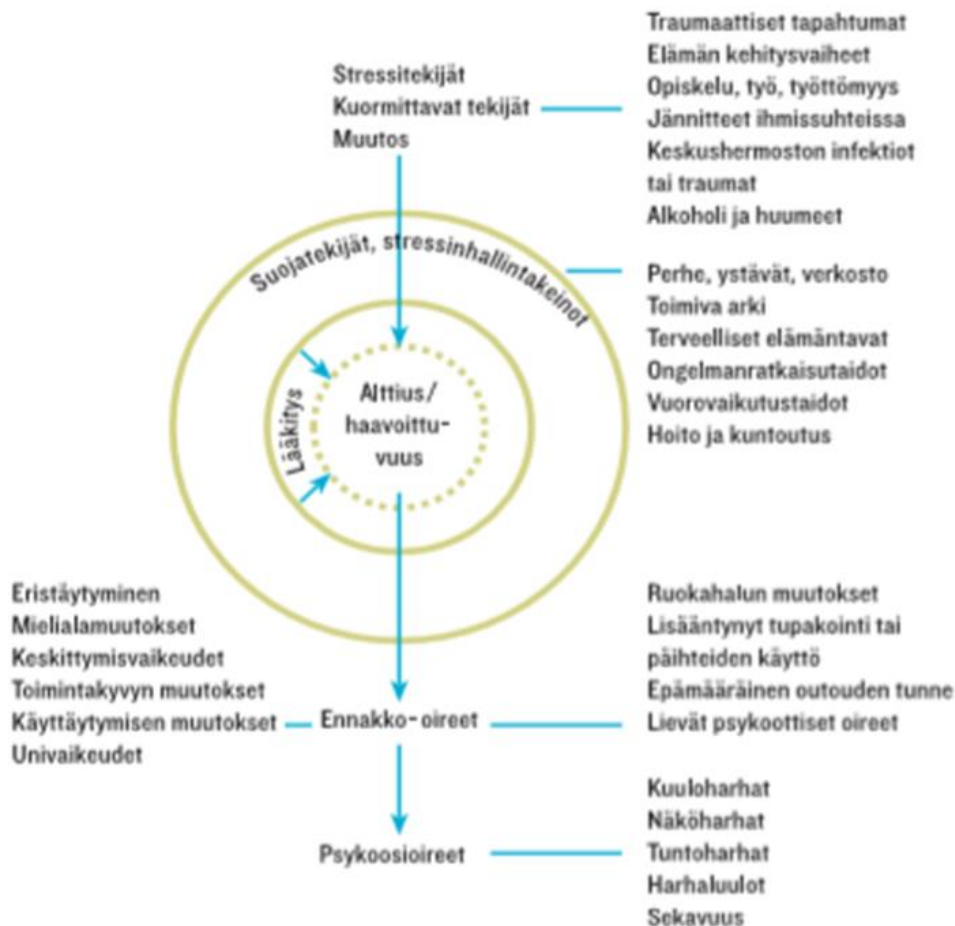 Stressitekijät
Kuormittavat tekijät
Muutos
Traumaattiset tapahtumat
Elämän kehitysvaiheet
Opiskelu, työ, työttömyys
Jännitteet ihmissuhteissa
Keskushermoston infektiot
tai traumat
Alkoholi ja huumeet
Suojatekijät, stressinhallintakeinot
Perhe, ystävät, verkosto
Toimiva arki
Terveelliset elämäntavat
Ongelmanratkaisutaidot
Vuorovaikutustaidot
Hoito ja kuntoutus
Lääkitys
Alttius/
haavoittu-
vuus
Eristäytyminen
Mielialamuutokset
Keskittymisvaikeudet
Toimintakyvyn muutokset
Käyttäytymisen muutokset
Univaikeudet
Ennakko-oireet
Ruokahalun muutokset
Lisääntynyt tupakointi tai
päihteiden käyttö
Epämääräinen outouden tunne
Lievät psykoottiset oireet
Psykoosioireet
Kuuloharhat
Näköharhat
Tuntoharhat
Harhaluulot
Sekavuus